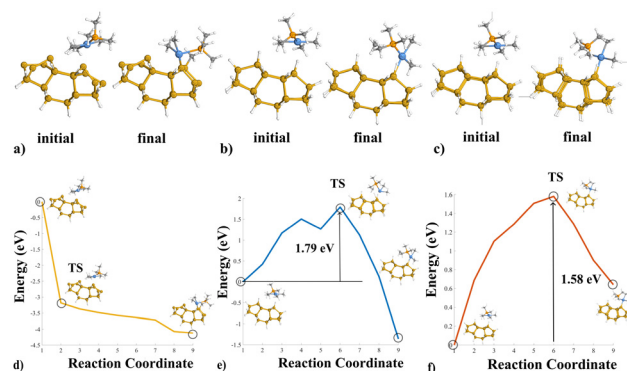 initial final
a)
initial final
b)
initial final
c)
Energy (eV)
0
-0.5
-1
-1.5
-2
-2.5
-3
-3.5
-4
-4.5
TS
1 2 3 4 5 6 7 8 9
d) Reaction Coordinate
Energy (eV)
2
1.5
1
0.5
0
-0.5
-1
-1.5
TS
1.79 eV
1 2 3 4 5 6 7 8 9
e) Reaction Coordinate
Energy (eV)
1.6
1.4
1.2
1
0.8
0.6
0.4
0.2
0
TS
1.58 eV
1 2 3 4 5 6 7 8 9
f) Reaction Coordinate